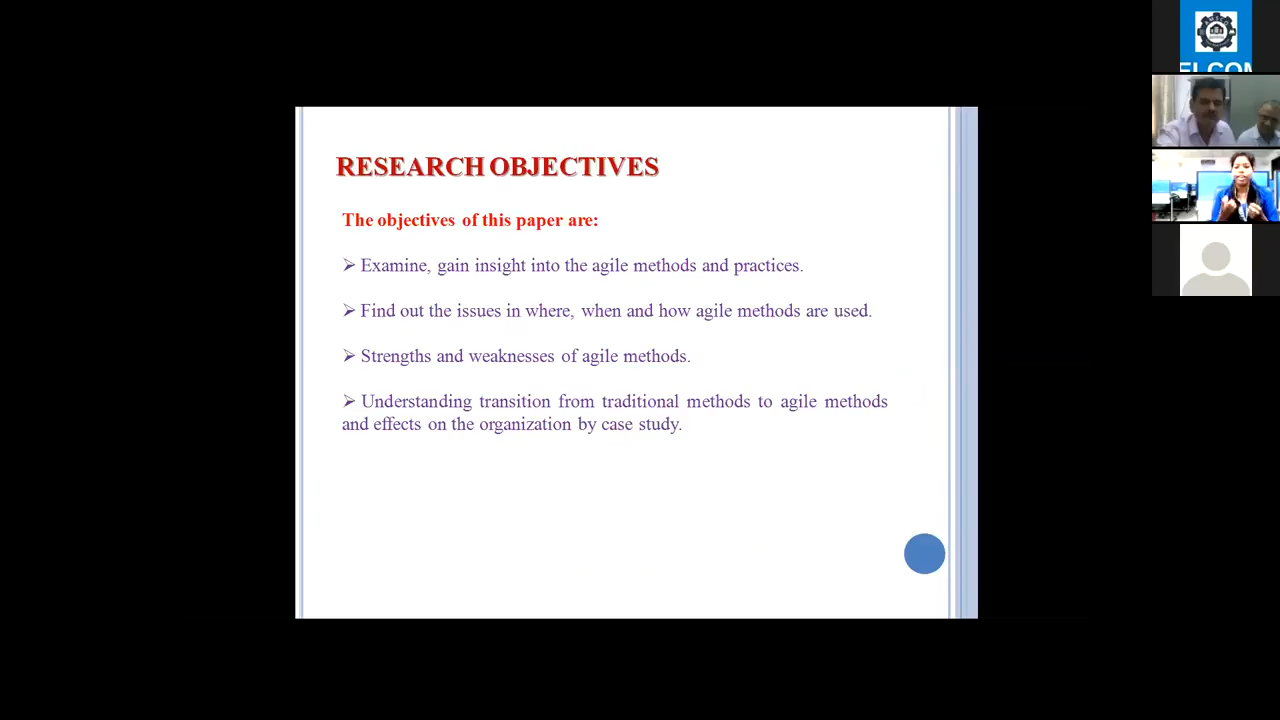 RESEARCH OBJECTIVES
The objectives of this paper are:
➢ Examine, gain insight into the agile methods and practices.
➢ Find out the issues in where, when and how agile methods are used.
➢ Strengths and weaknesses of agile methods.
➢ Understanding transition from traditional methods to agile methods
and effects on the organization by case study.